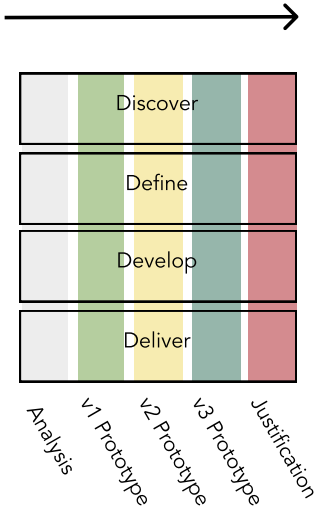 Discover
Define
Develop
Deliver
Analysis
v1 Prototype
v2 Prototype
v3 Prototype
Justification